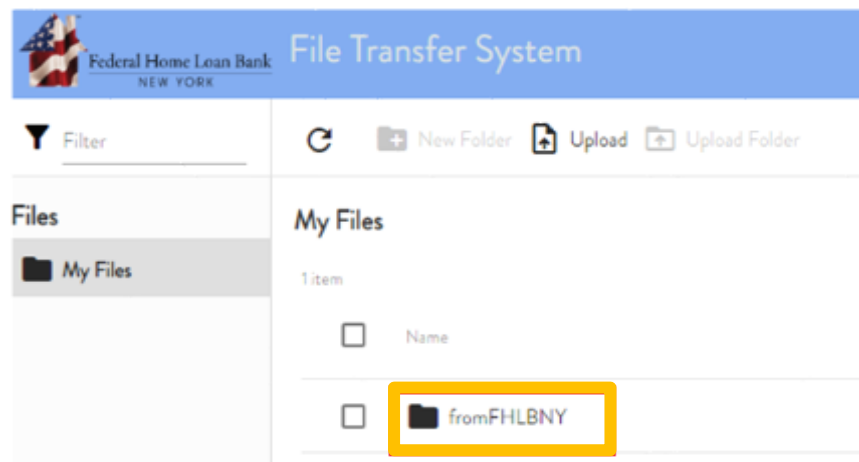 Federal Home Loan Bank
NEW YORK
File Transfer System
Filter
New Folder Upload Upload Folder
Files
My Files
My Files
1 item
Name
fromFHLBNY